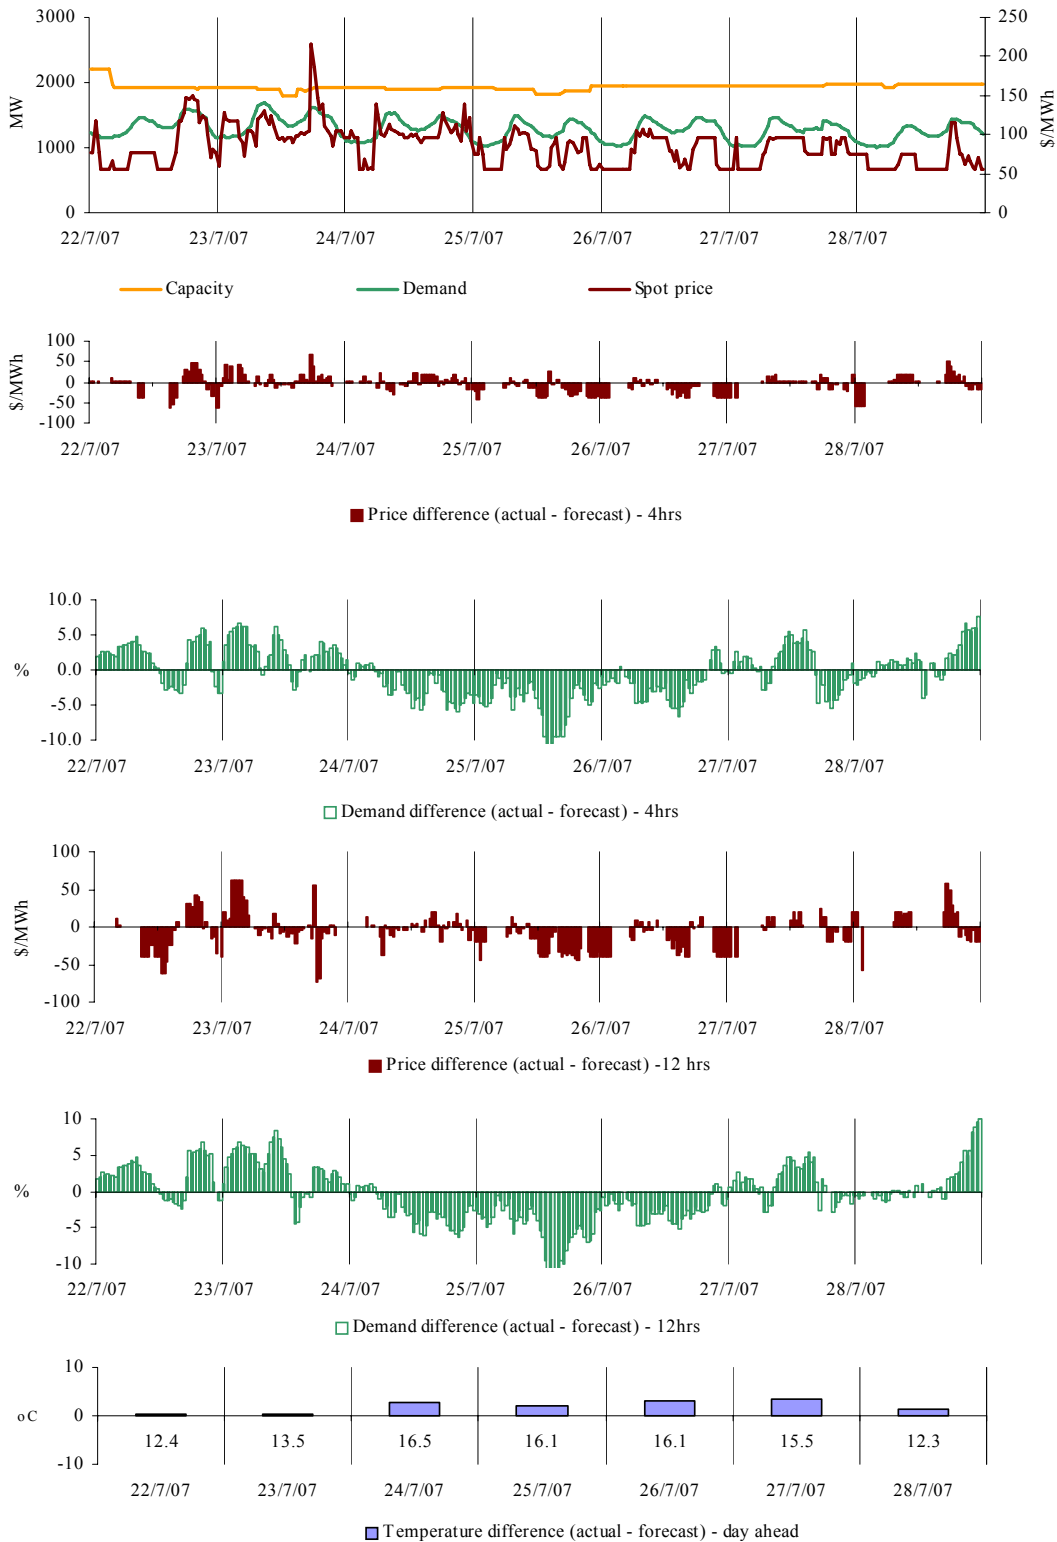 3000 250
200
2000 150
MW $/MWh
1000 100
50
0 0
22/7/07 23/7/07 24/7/07 25/7/07 26/7/07 27/7/07 28/7/07
Capacity Demand Spot price
100
50
$/MWh 0
-50
-100
22/7/07 23/7/07 24/7/07 25/7/07 26/7/07 27/7/07 28/7/07
Price difference (actual - forecast) - 4hrs
10.0
5.0
% 0.0
-5.0
-10.0
22/7/07 23/7/07 24/7/07 25/7/07 26/7/07 27/7/07 28/7/07
Demand difference (actual - forecast) - 4hrs
100
50
$/MWh 0
-50
-100
22/7/07 23/7/07 24/7/07 25/7/07 26/7/07 27/7/07 28/7/07
Price difference (actual - forecast) -12 hrs
10
5
% 0
-5
-10
22/7/07 23/7/07 24/7/07 25/7/07 26/7/07 27/7/07 28/7/07
Demand difference (actual - forecast) - 12hrs
10
oC 0
12.4 13.5 16.5 16.1 16.1 15.5 12.3
-10
22/7/07 23/7/07 24/7/07 25/7/07 26/7/07 27/7/07 28/7/07
Temperature difference (actual - forecast) - day ahead